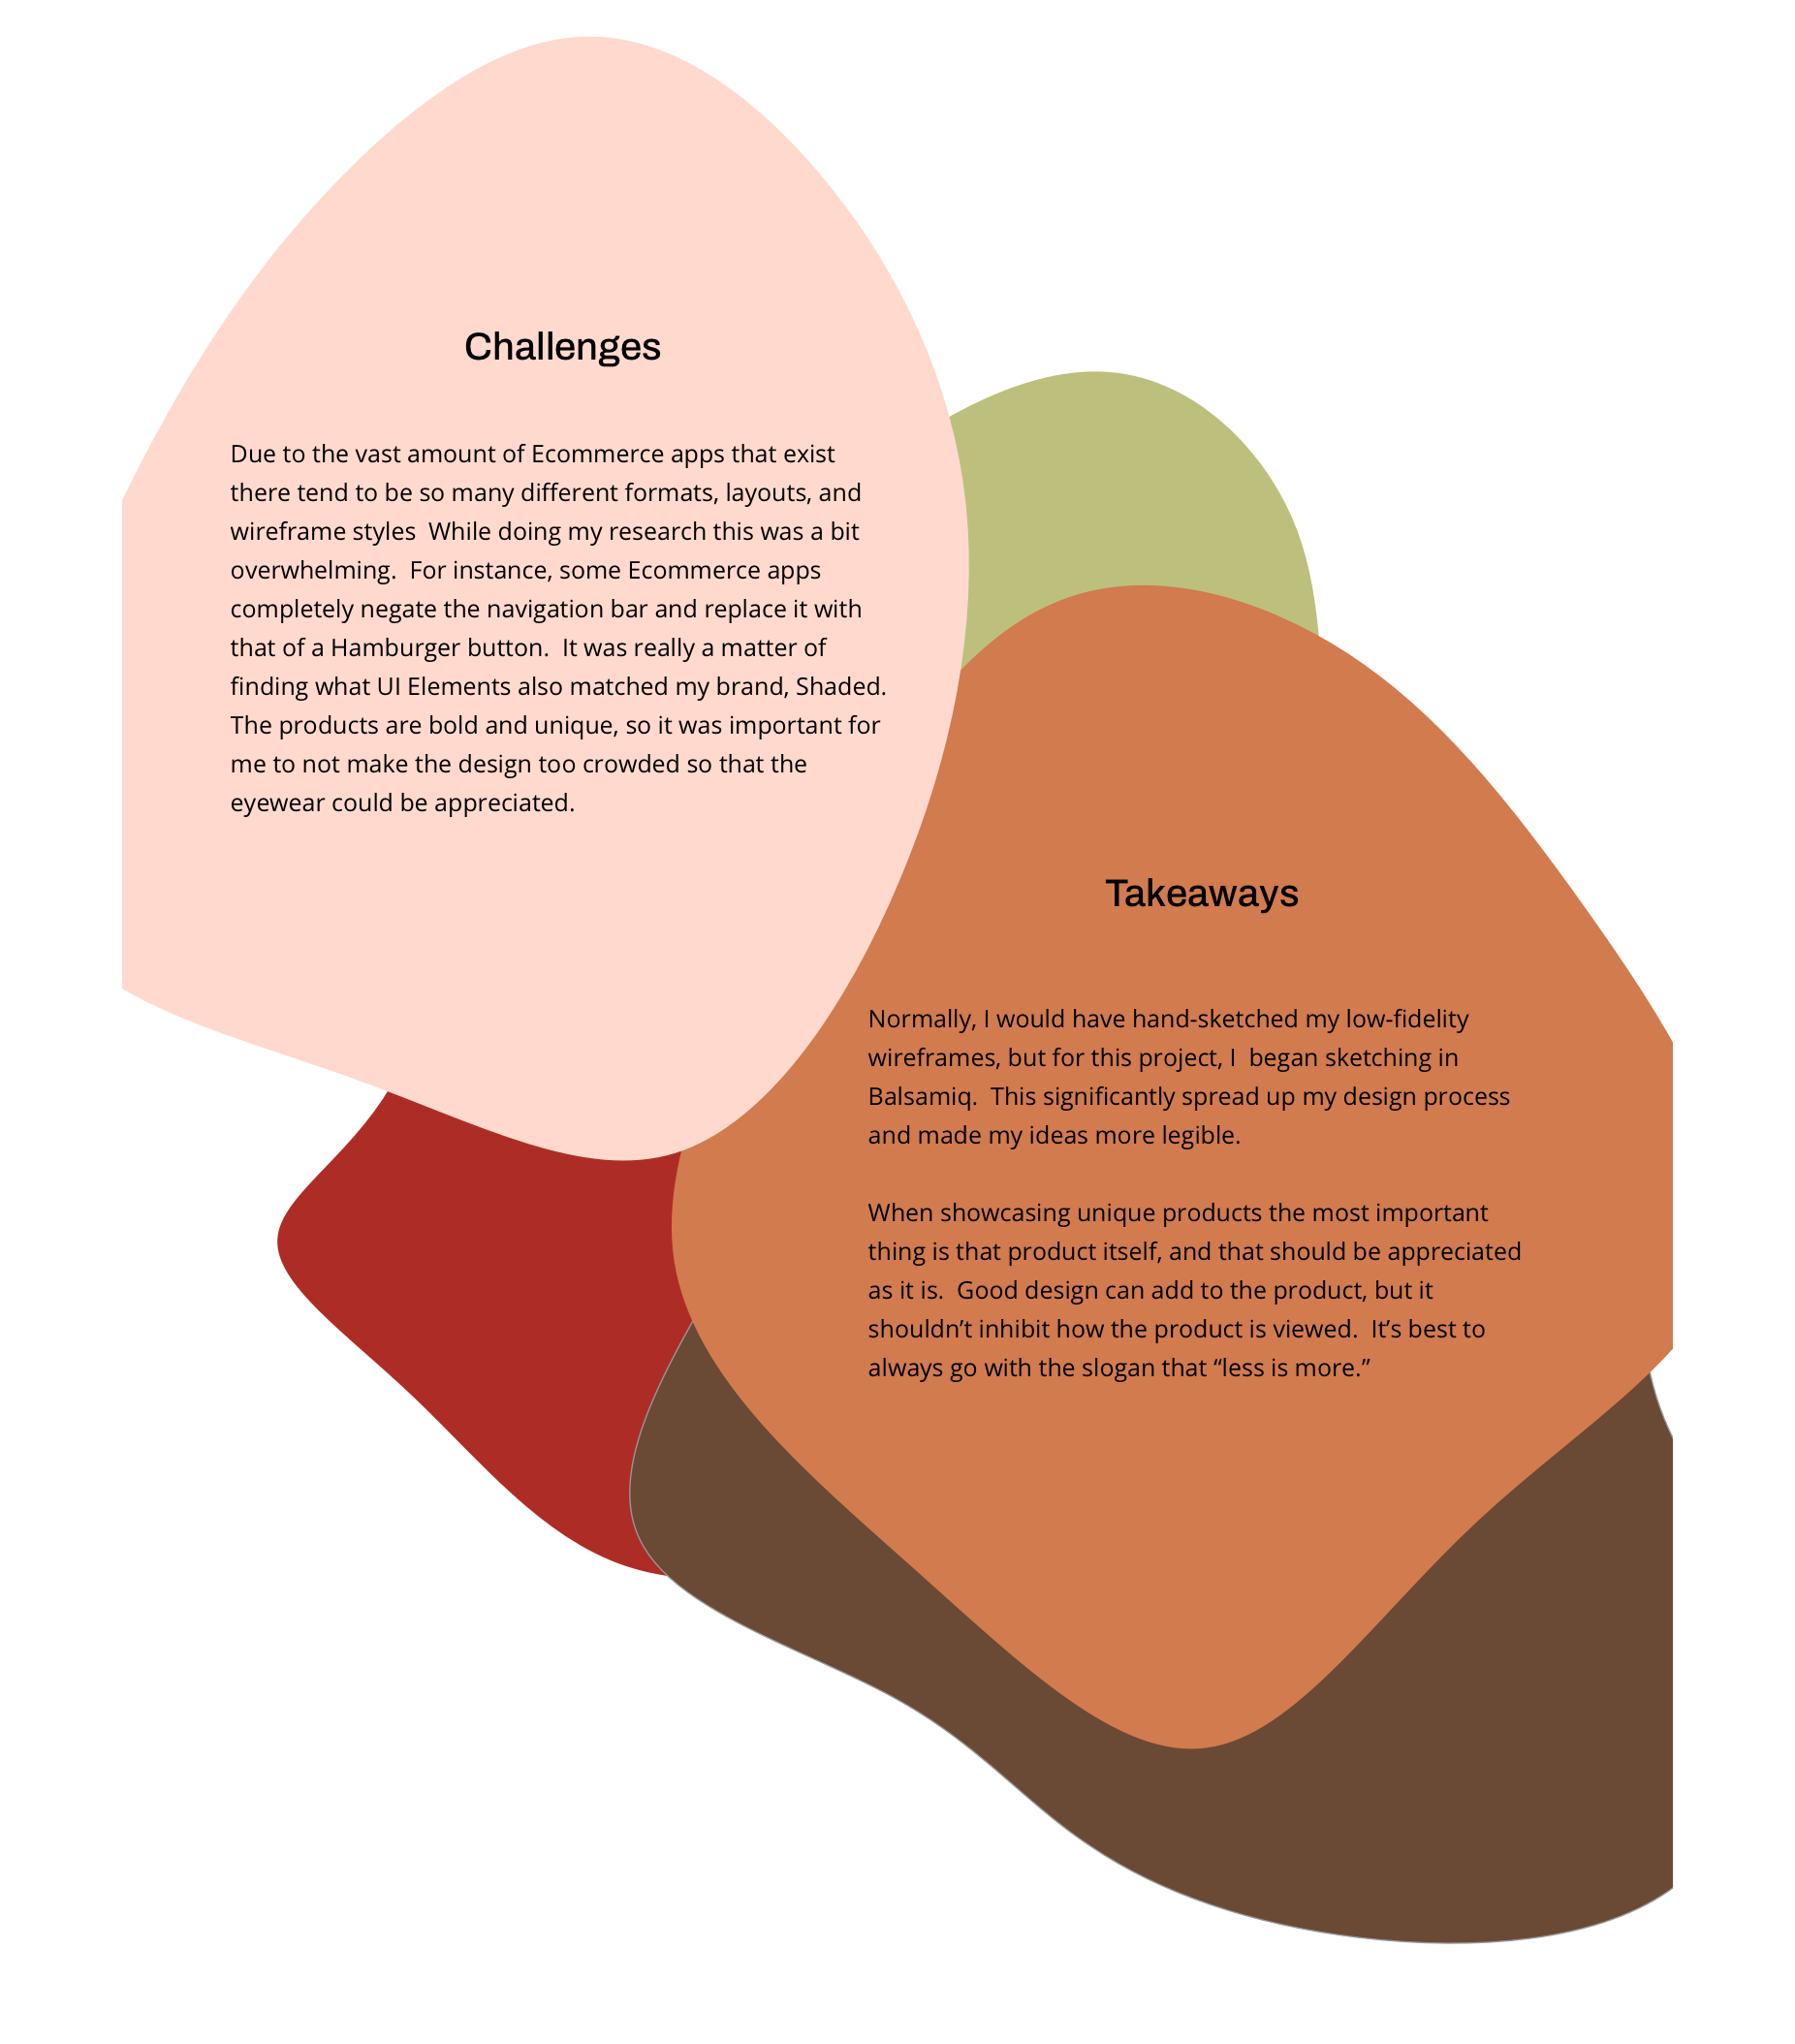 Challenges
Due to the vast amount of Ecommerce apps that exist
there tend to be so many different formats, layouts, and
wireframe styles  While doing my research this was a bit
overwhelming.  For instance, some Ecommerce apps
completely negate the navigation bar and replace it with
that of a Hamburger button.  It was really a matter of
finding what UI Elements also matched my brand, Shaded.
The products are bold and unique, so it was important for
me to not make the design too crowded so that the
eyewear could be appreciated.
Takeaways
Normally, I would have hand-sketched my low-fidelity
wireframes, but for this project, I  began sketching in
Balsamiq.  This significantly spread up my design process
and made my ideas more legible.
When showcasing unique products the most important
thing is that product itself, and that should be appreciated
as it is.  Good design can add to the product, but it
shouldn’t inhibit how the product is viewed.  It’s best to
always go with the slogan that “less is more.”